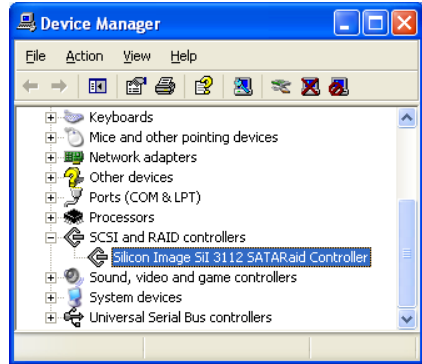 Device Manager
File Action View Help
Keyboards
Mice and other pointing devices
Network adapters
Other devices
Ports (COM & LPT)
Processors
SCSI and RAID controllers
Silicon Image SiI 3112 SATARaid Controller
Sound, video and game controllers
System devices
Universal Serial Bus controllers